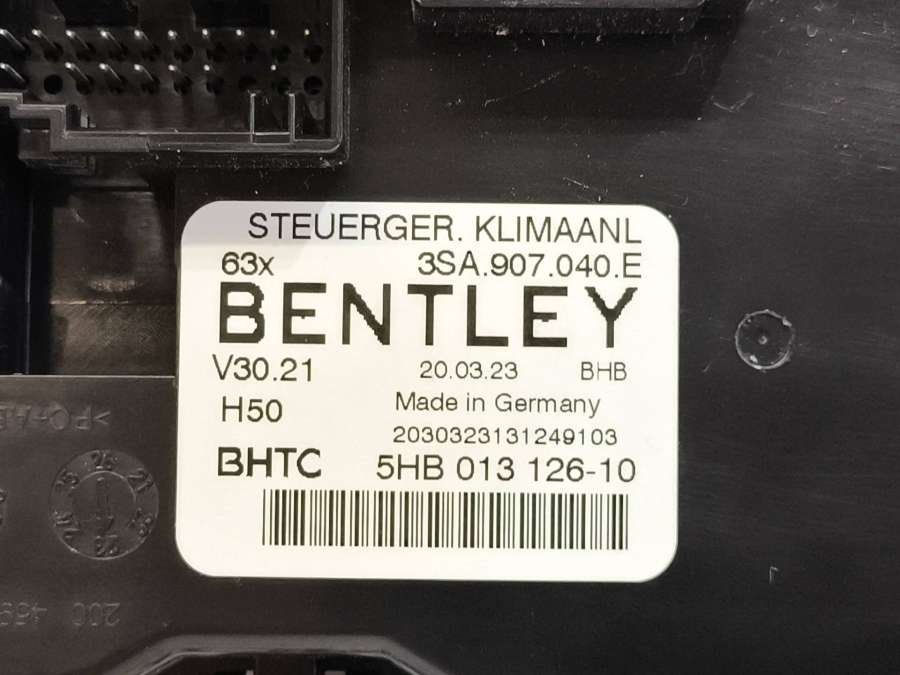 STEUERGER. KLIMAANL
63x 3SA.907.040.E
BENTLEY
V30.21 20.03.23 BHB
H50 Made in Germany
2030323131249103
BHTC 5HB 013 126-10